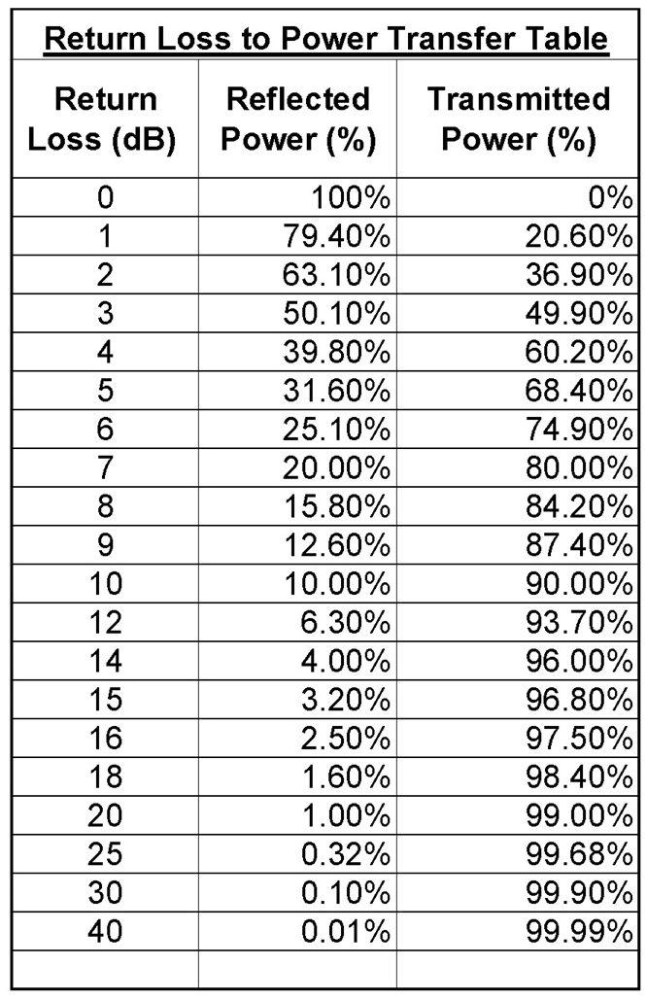 Return Loss to Power Transfer Table
Return Loss (dB) Reflected Power (%) Transmitted Power (%)
0 100% 0%
1 79.40% 20.60%
2 63.10% 36.90%
3 50.10% 49.90%
4 39.80% 60.20%
5 31.60% 68.40%
6 25.10% 74.90%
7 20.00% 80.00%
8 15.80% 84.20%
9 12.60% 87.40%
10 10.00% 90.00%
12 6.30% 93.70%
14 4.00% 96.00%
15 3.20% 96.80%
16 2.50% 97.50%
18 1.60% 98.40%
20 1.00% 99.00%
25 0.32% 99.68%
30 0.10% 99.90%
40 0.01% 99.99%